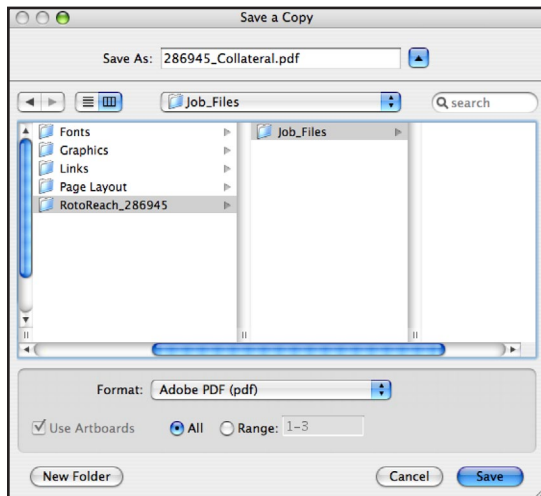 Save a Copy
Save As: 286945_Collateral.pdf
Job_Files
search
Fonts
Graphics
Links
Page Layout
RotoReach_286945
Job_Files
Format: Adobe PDF (pdf)
Use Artboards All Range: 1-3
New Folder Cancel Save